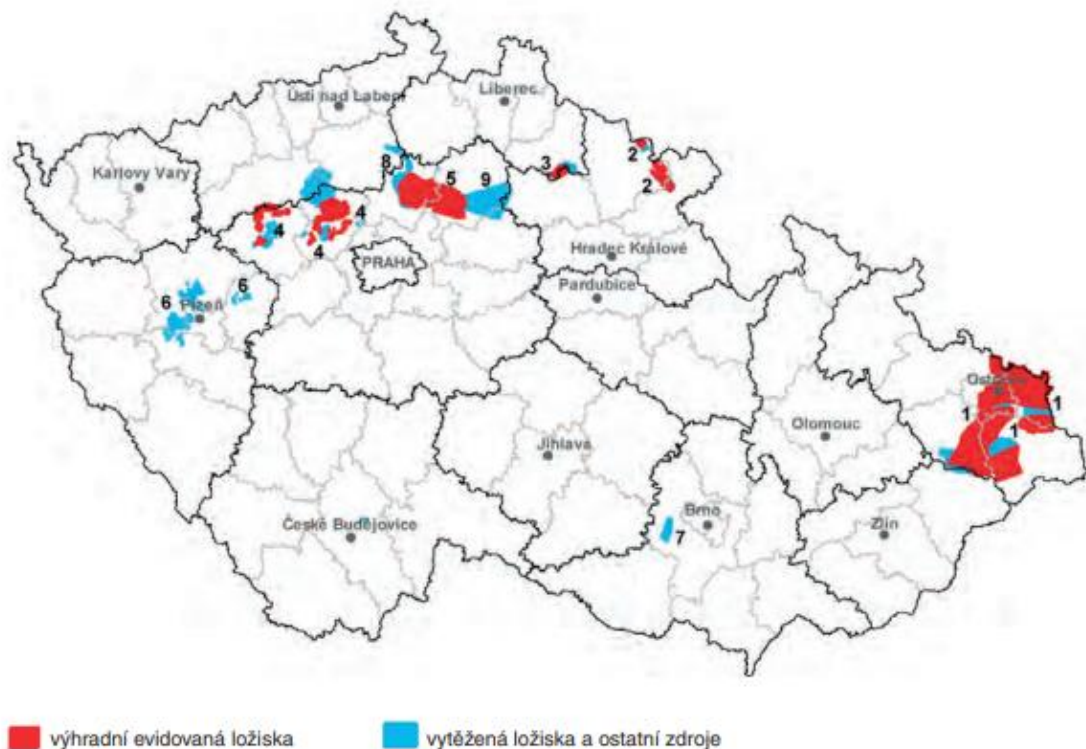 Ústí nad Labem
Liberec
Karlovy Vary
8
3
2
5
9
2
4
4
4
Hradec Králové
PRAHA
Pardubice
6
6
Plzeň
Ostrava
1
1
1
Olomouc
Jihlava
České Budějovice
Brno
Zlín
7
výhradní evidovaná ložiska
vytěžená ložiska a ostatní zdroje